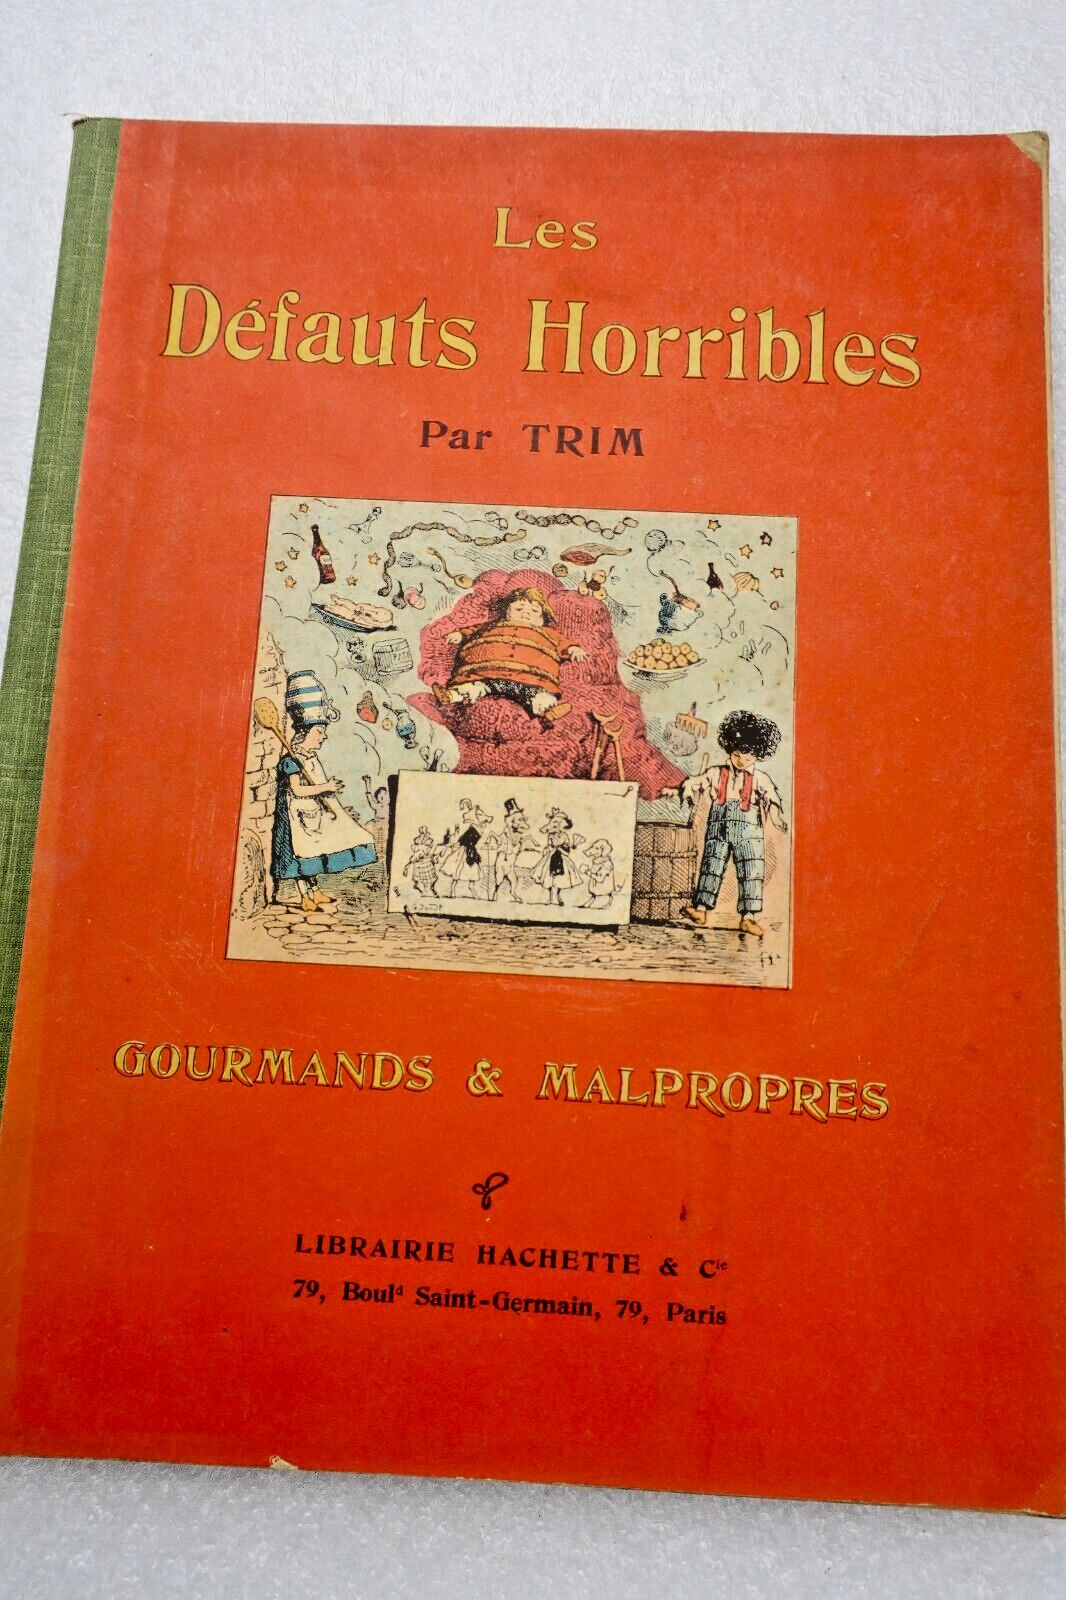 Les
Défauts Horribles
Par TRIM
GOURMANDS & MALPROPRES
LIBRAIRIE HACHETTE & Cie
79, Bould Saint-Germain, 79, Paris